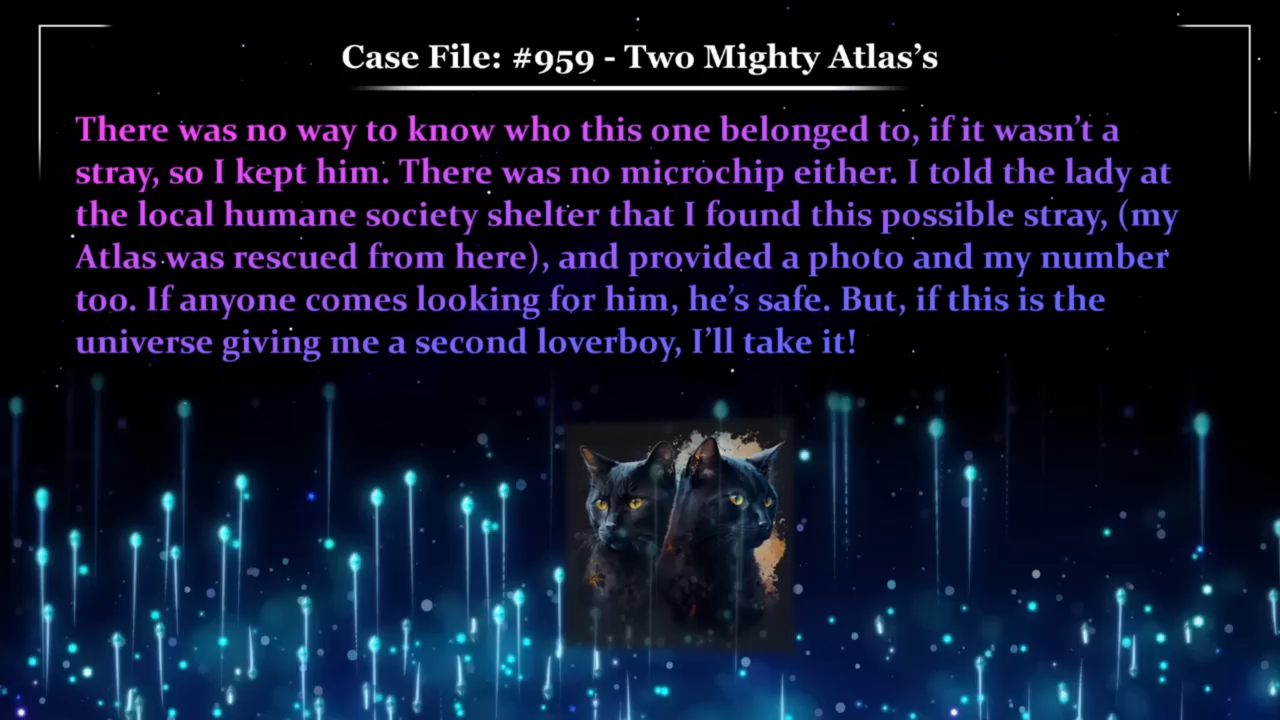 Case File: #959 - Two Mighty Atlas’s
There was no way to know who this one belonged to, if it wasn’t a
stray, so I kept him. There was no microchip either. I told the lady at
the local humane society shelter that I found this possible stray, (my
Atlas was rescued from here), and provided a photo and my number
too. If anyone comes looking for him, he’s safe. But, if this is the
universe giving me a second loverboy, I’ll take it!